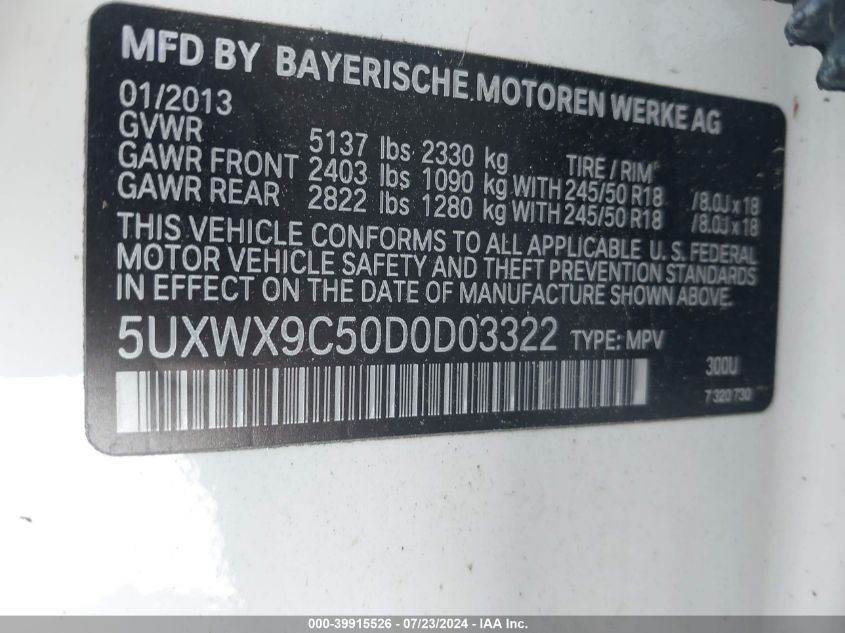 MFD BY BAYERISCHE MOTOREN WERKE AG
01/2013
GVWR 5137 lbs 2330 kg TIRE / RIM
GAWR FRONT 2403 lbs 1090 kg WITH 245/50 R18 /8.0J x 18
GAWR REAR 2822 lbs 1280 kg WITH 245/50 R18 /8.0J x 18
THIS VEHICLE CONFORMS TO ALL APPLICABLE U. S. FEDERAL
MOTOR VEHICLE SAFETY AND THEFT PREVENTION STANDARDS
IN EFFECT ON THE DATE OF MANUFACTURE SHOWN ABOVE.
5UXWX9C50D0D03322 TYPE: MPV
300U
7 320 730
000-39915526 - 07/23/2024 - IAA Inc.